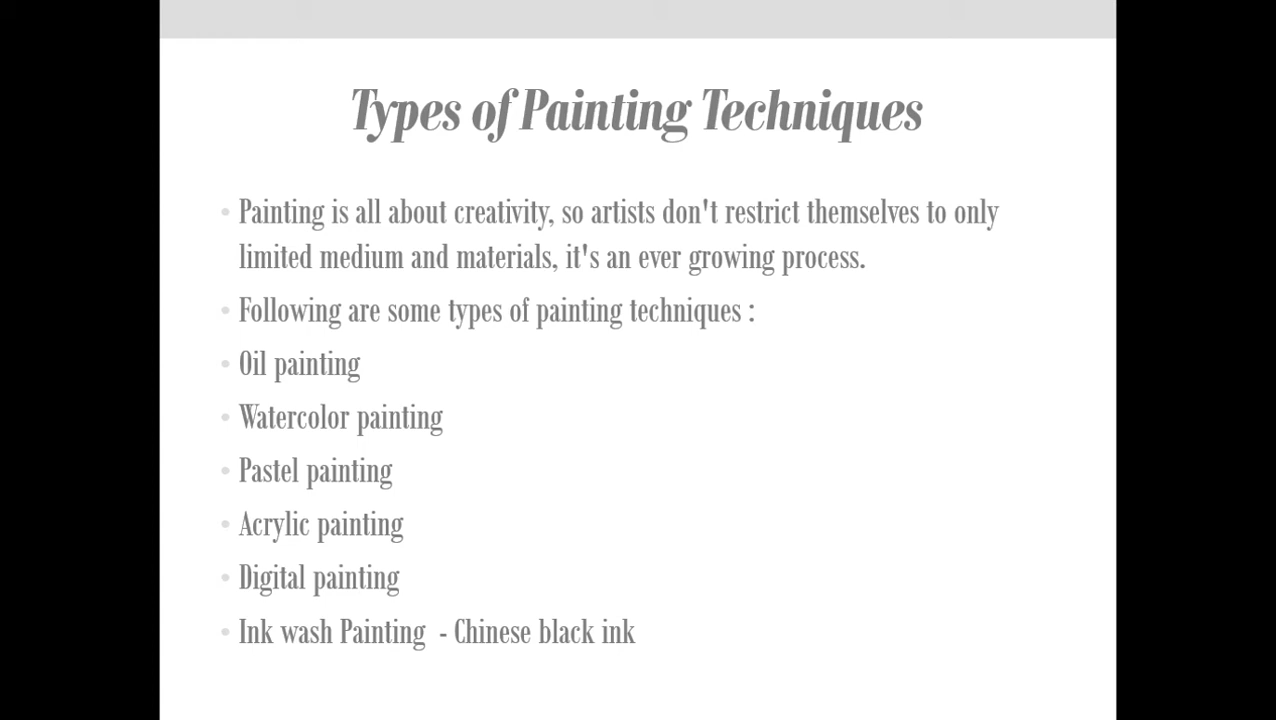 Types of Painting Techniques
Painting is all about creativity, so artists don't restrict themselves to only
limited medium and materials, it's an ever growing process.
Following are some types of painting techniques :
Oil painting
Watercolor painting
Pastel painting
Acrylic painting
Digital painting
Ink wash Painting - Chinese black ink